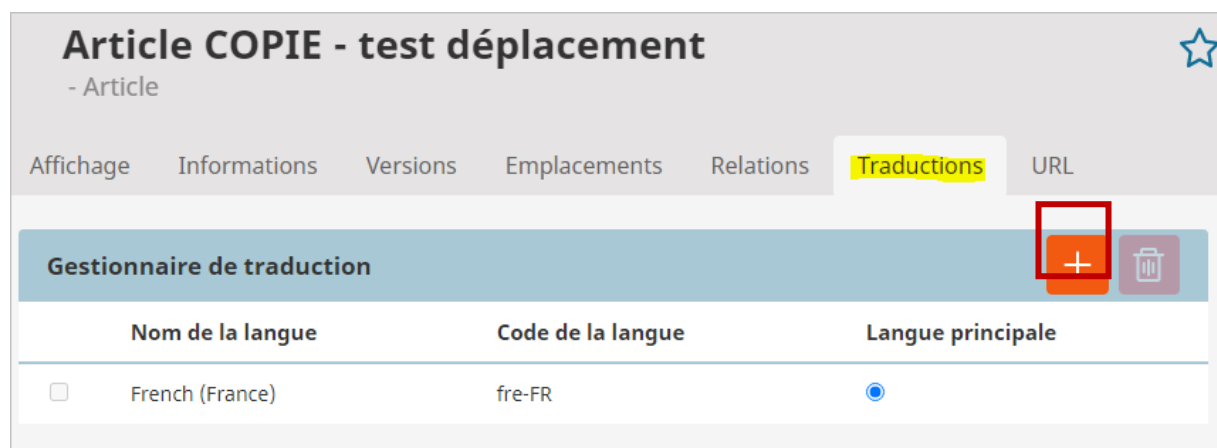 Article COPIE - test déplacement
- Article
Affichage Informations Versions Emplacements Relations Traductions URL
Gestionnaire de traduction
Nom de la langue Code de la langue Langue principale
French (France) fre-FR